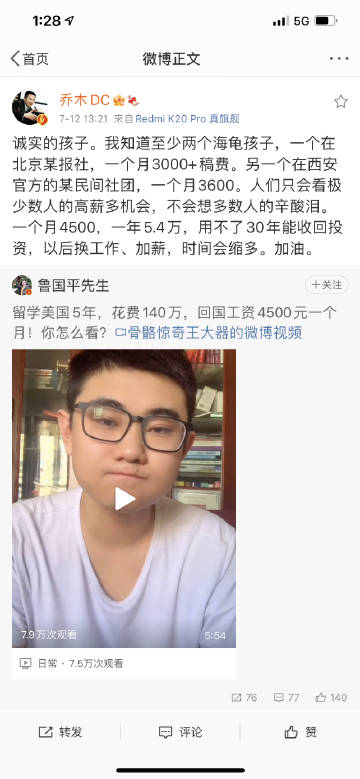 1:28
5G
首页
微博正文
乔木DC
7-12 13:21 来自Redmi K20 Pro 真旗舰
诚实的孩子。我知道至少两个海龟孩子，一个在
北京某报社，一个月3000+稿费。另一个在西安
官方的某民间社团，一个月3600。人们只会看极
少数人的高薪多机会，不会想多数人的辛酸泪。
一个月4500，一年5.4万，用不了30年能收回投
资，以后换工作、加薪，时间会缩多。加油。
鲁国平先生
+关注
留学美国5年，花费140万，回国工资4500元一个
月！你怎么看？骨骼惊奇王大器的微博视频
7.9万次观看
5:54
日常·7.5万次观看
76
77
140
转发
评论
赞